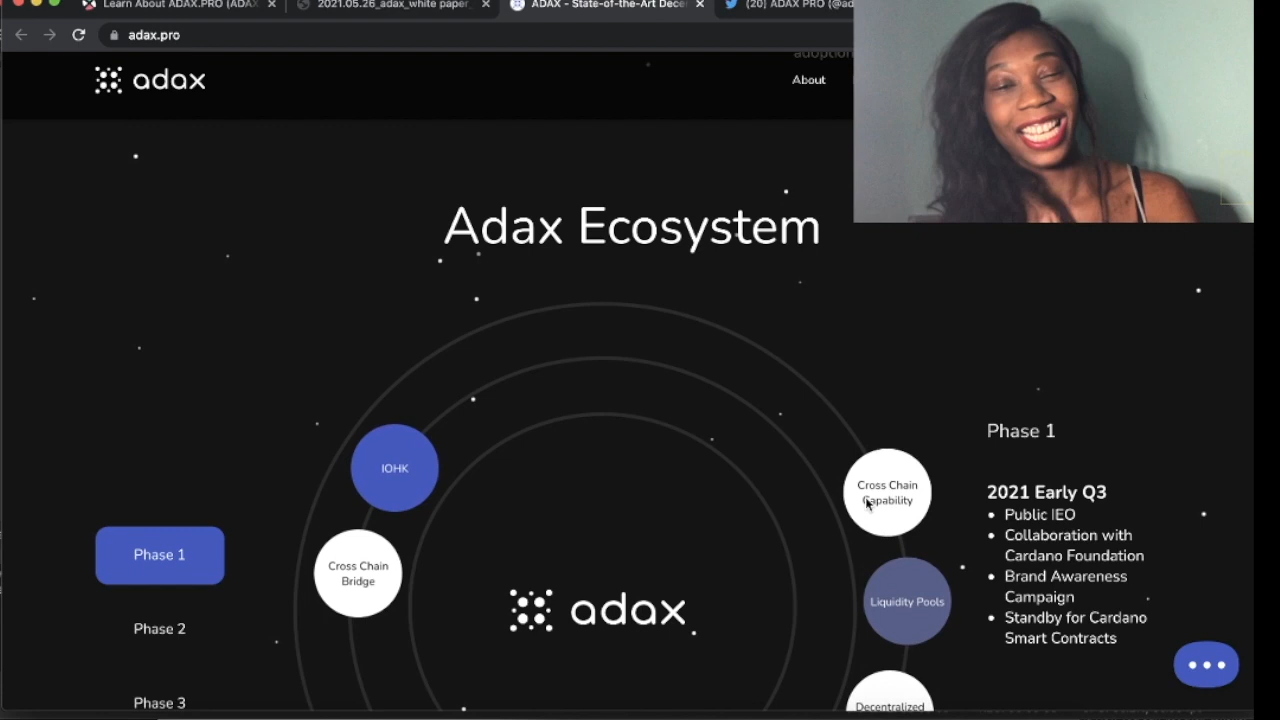 Learn About ADAX.PRO (ADAX
2021.05.26_adax_white paper
ADAX - State-of-the-Art Dece
(20) ADAX PRO (@ad
adax.pro
adoption
adax
About
Adax Ecosystem
Phase 1
IOHK
Cross Chain
Capability
2021 Early Q3
Public IEO
Collaboration with
Cardano Foundation
Phase 1
Cross Chain
Bridge
Brand Awareness
Campaign
Liquidity Pools
adax
Standby for Cardano
Smart Contracts
Phase 2
Phase 3
Decentralized